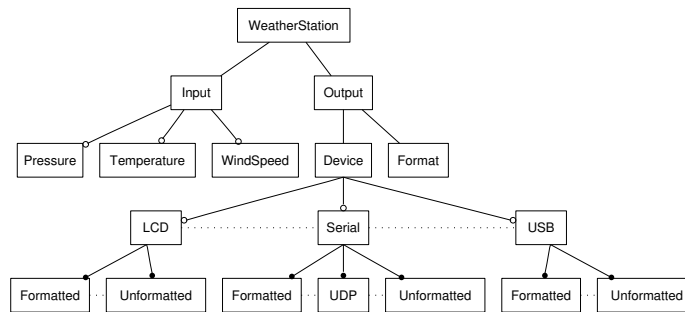 WeatherStation
Input Output
Pressure Temperature WindSpeed Device Format
LCD Serial USB
Formatted Unformatted Formatted UDP Unformatted Formatted Unformatted